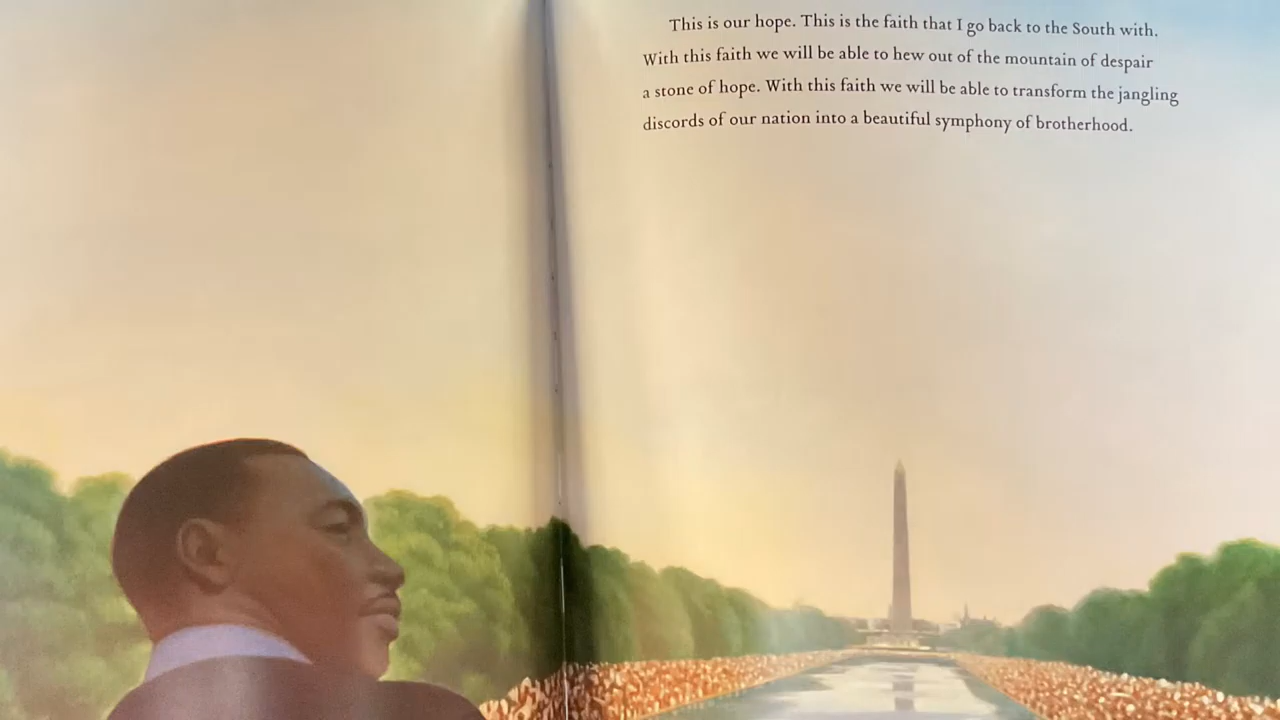 This is our hope. This is the faith that I go back to the South with.
With this faith we will be able to hew out of the mountain of despair
a stone of hope. With this faith we will be able to transform the jangling
discords of our nation into a beautiful symphony of brotherhood.